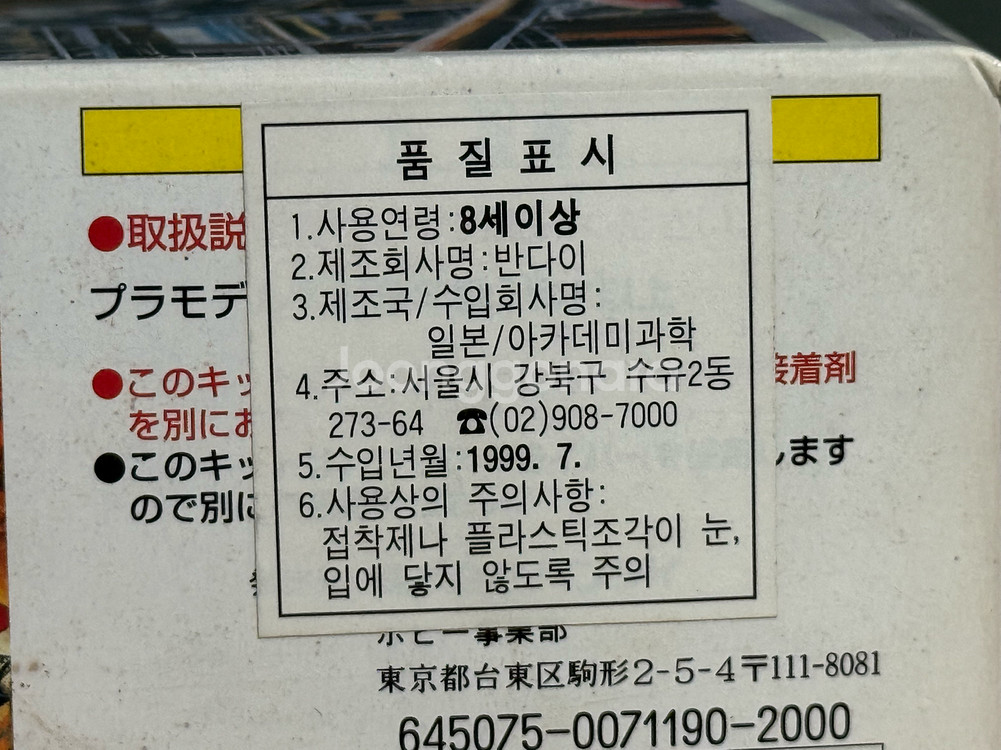 品質表示
품 질 표 시
●取扱説
1.사용연령:8세이상
2.제조회사명:반다이
プラモデ
3.제조국/수입회사명:
일본/아카데미과학
●このキッ
接着剤
4.주소:서울시 강북구 수유2동
を別にお
273-64 ☎(02)908-7000
●このキッ
します
5.수입년월:1999. 7.
ので別に
6.사용상의 주의사항:
접착제나 플라스틱조각이 눈,
입에 닿지 않도록 주의
ホビー事業部
東京都台東区駒形2-5-4〒111-8081
645075-0071190-2000